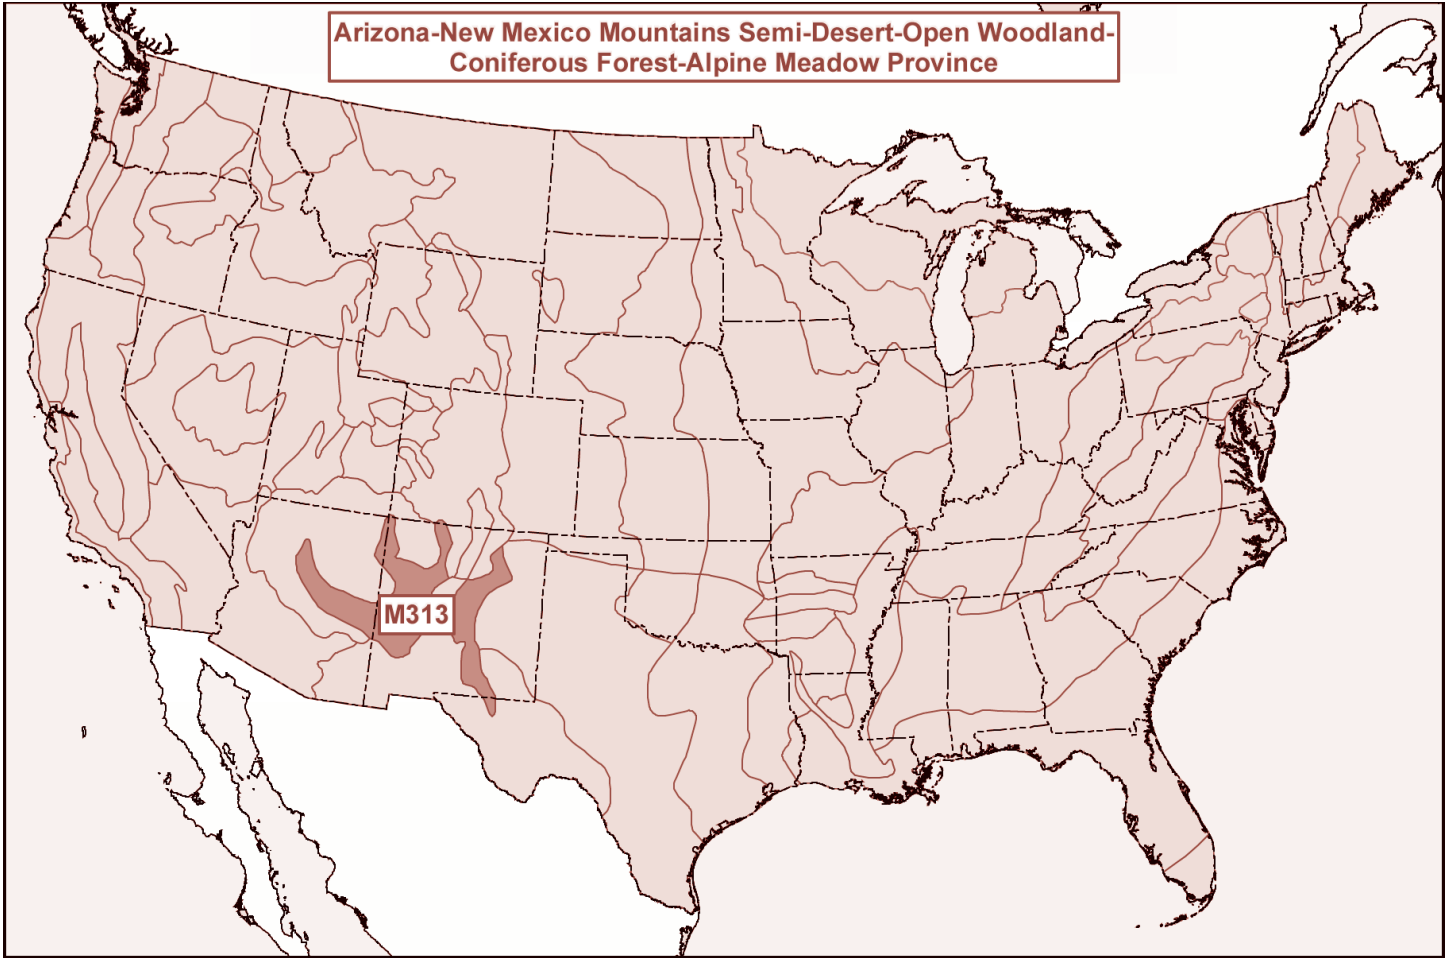 Arizona-New Mexico Mountains Semi-Desert-Open Woodland-
Coniferous Forest-Alpine Meadow Province
M313